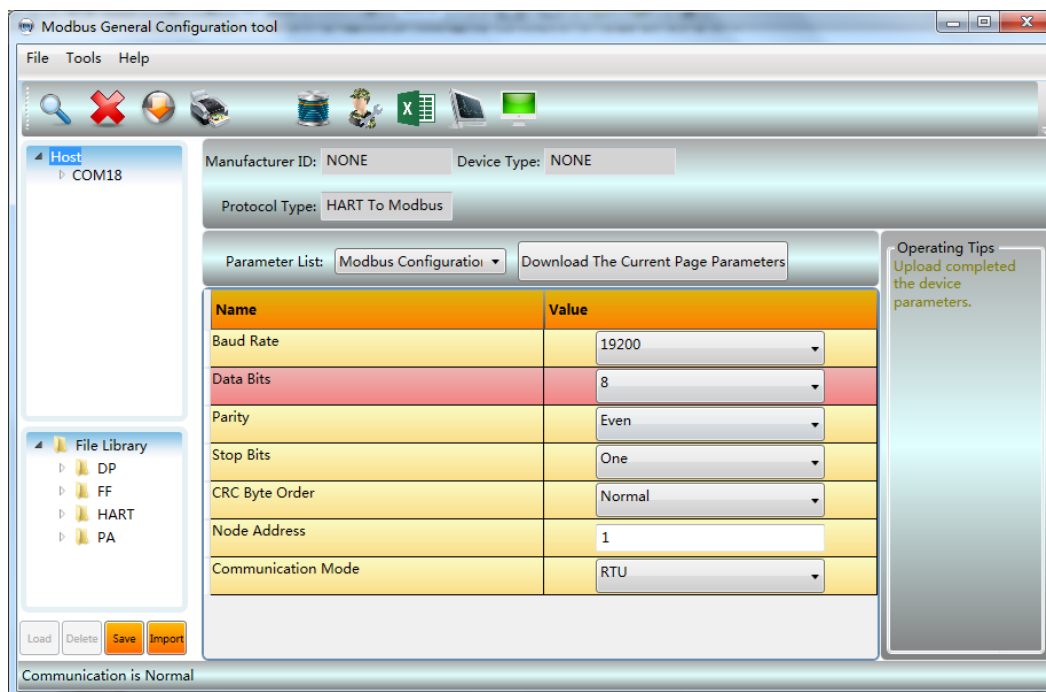 Modbus General Configuration tool
File Tools Help
Host
COM18
Manufacturer ID: NONE Device Type: NONE
Protocol Type: HART To Modbus
Parameter List: Modbus Configuration Download The Current Page Parameters
Operating Tips
Upload completed
the device
parameters.
Name Value
Baud Rate 19200
Data Bits 8
Parity Even
Stop Bits One
CRC Byte Order Normal
Node Address 1
Communication Mode RTU
File Library
DP
FF
HART
PA
Load Delete Save Import
Communication is Normal